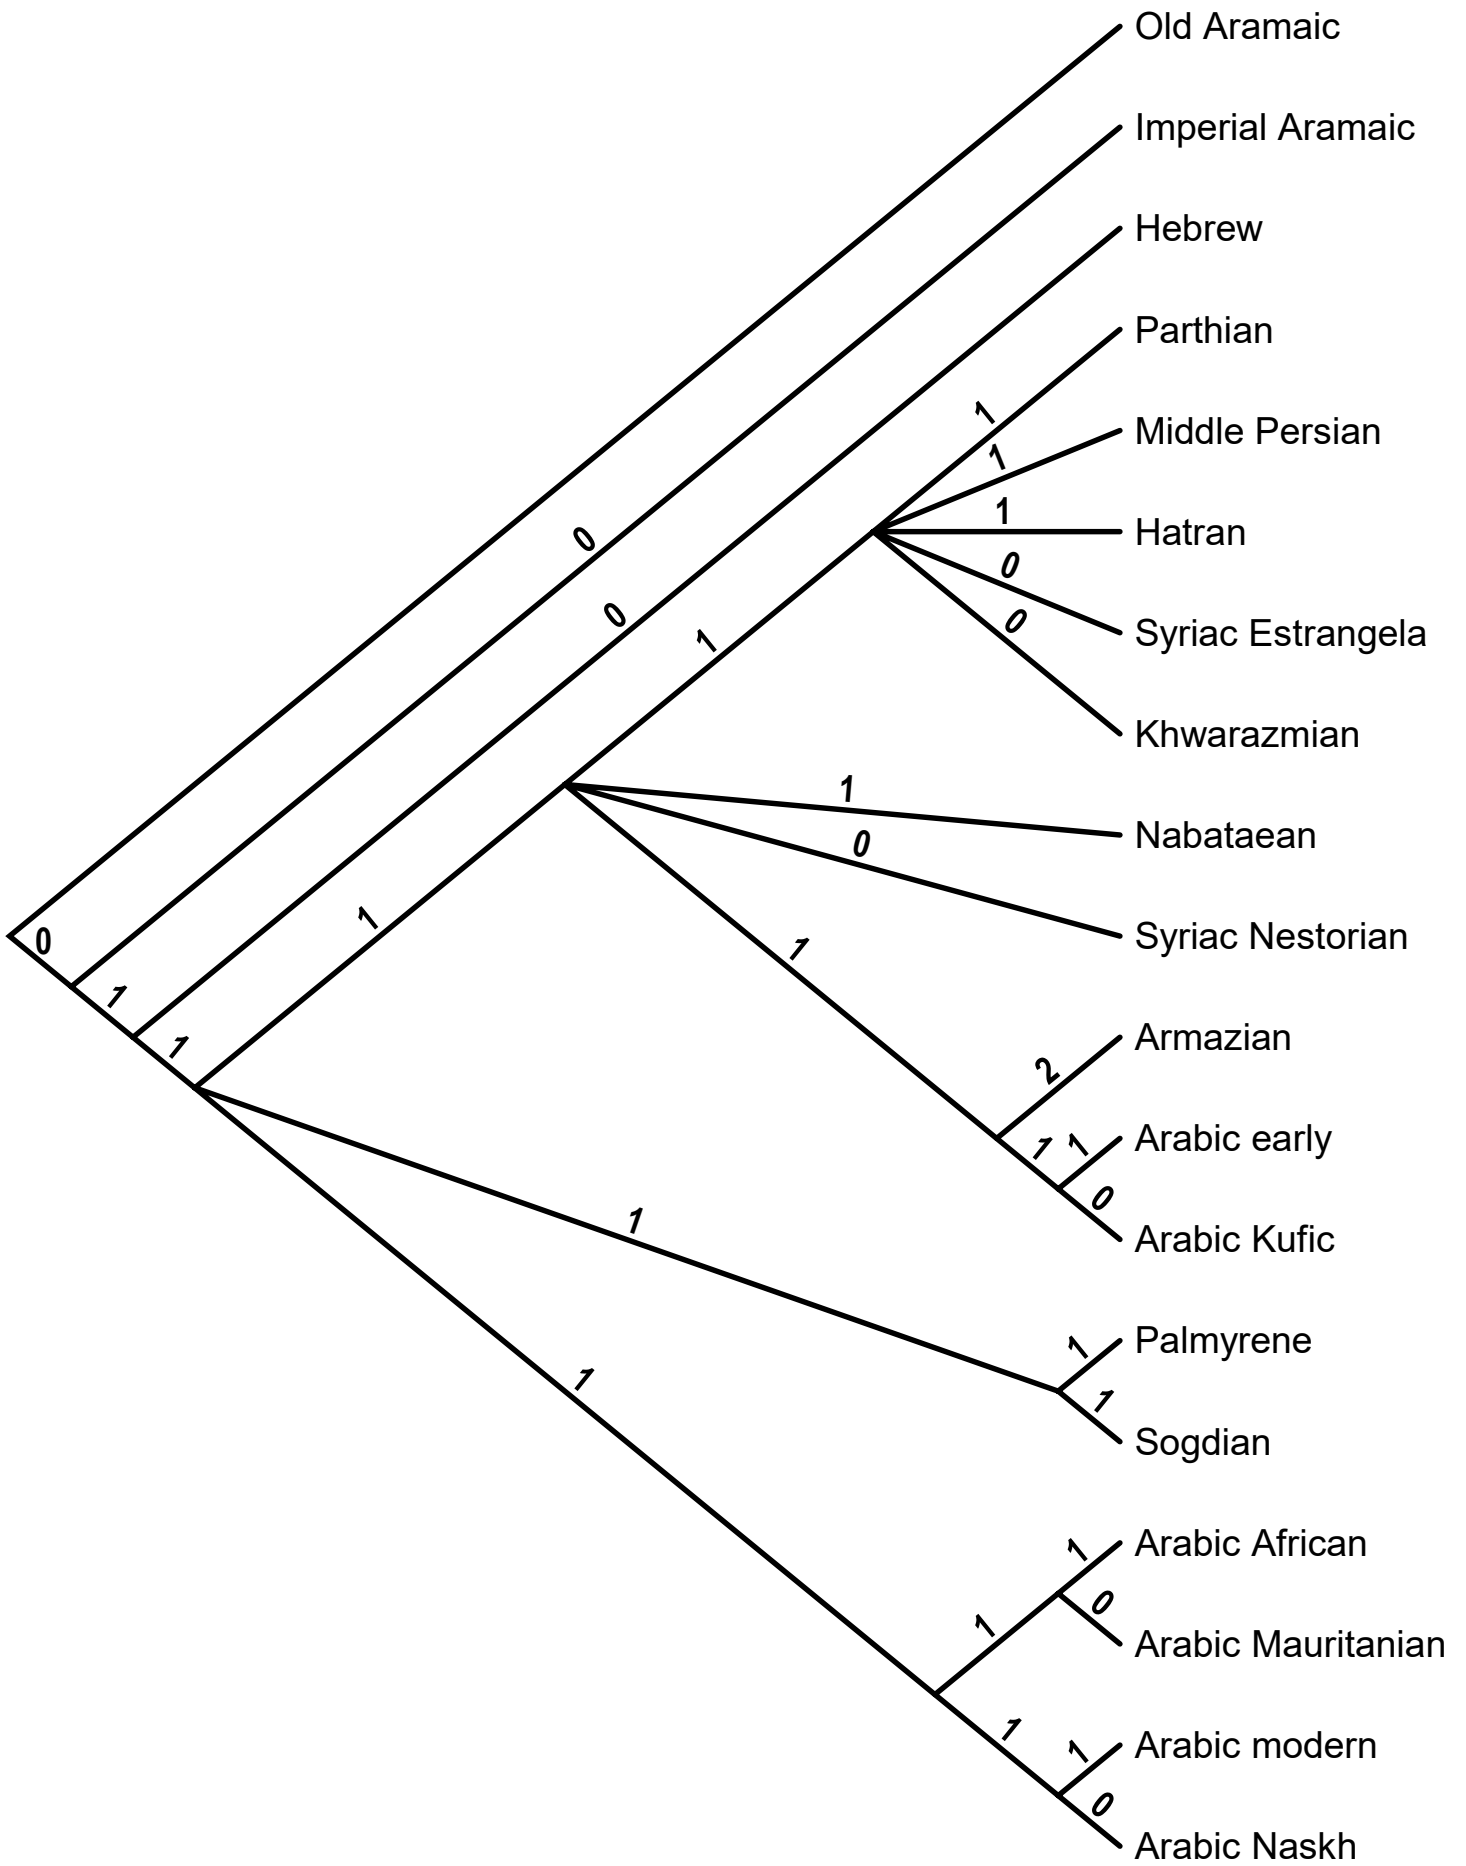 Old Aramaic
Imperial Aramaic
Hebrew
Parthian
1
Middle Persian
1
1
Hatran
0
0
Syriac Estrangela
0
0
1
Khwarazmian
1
Nabataean
0
1
0
1
Syriac Nestorian
1
1
2
Armazian
1
1
Arabic early
0
1
Arabic Kufic
1
Palmyrene
1
1
Sogdian
1
Arabic African
0
1
Arabic Mauritanian
1
1
Arabic modern
0
Arabic Naskh